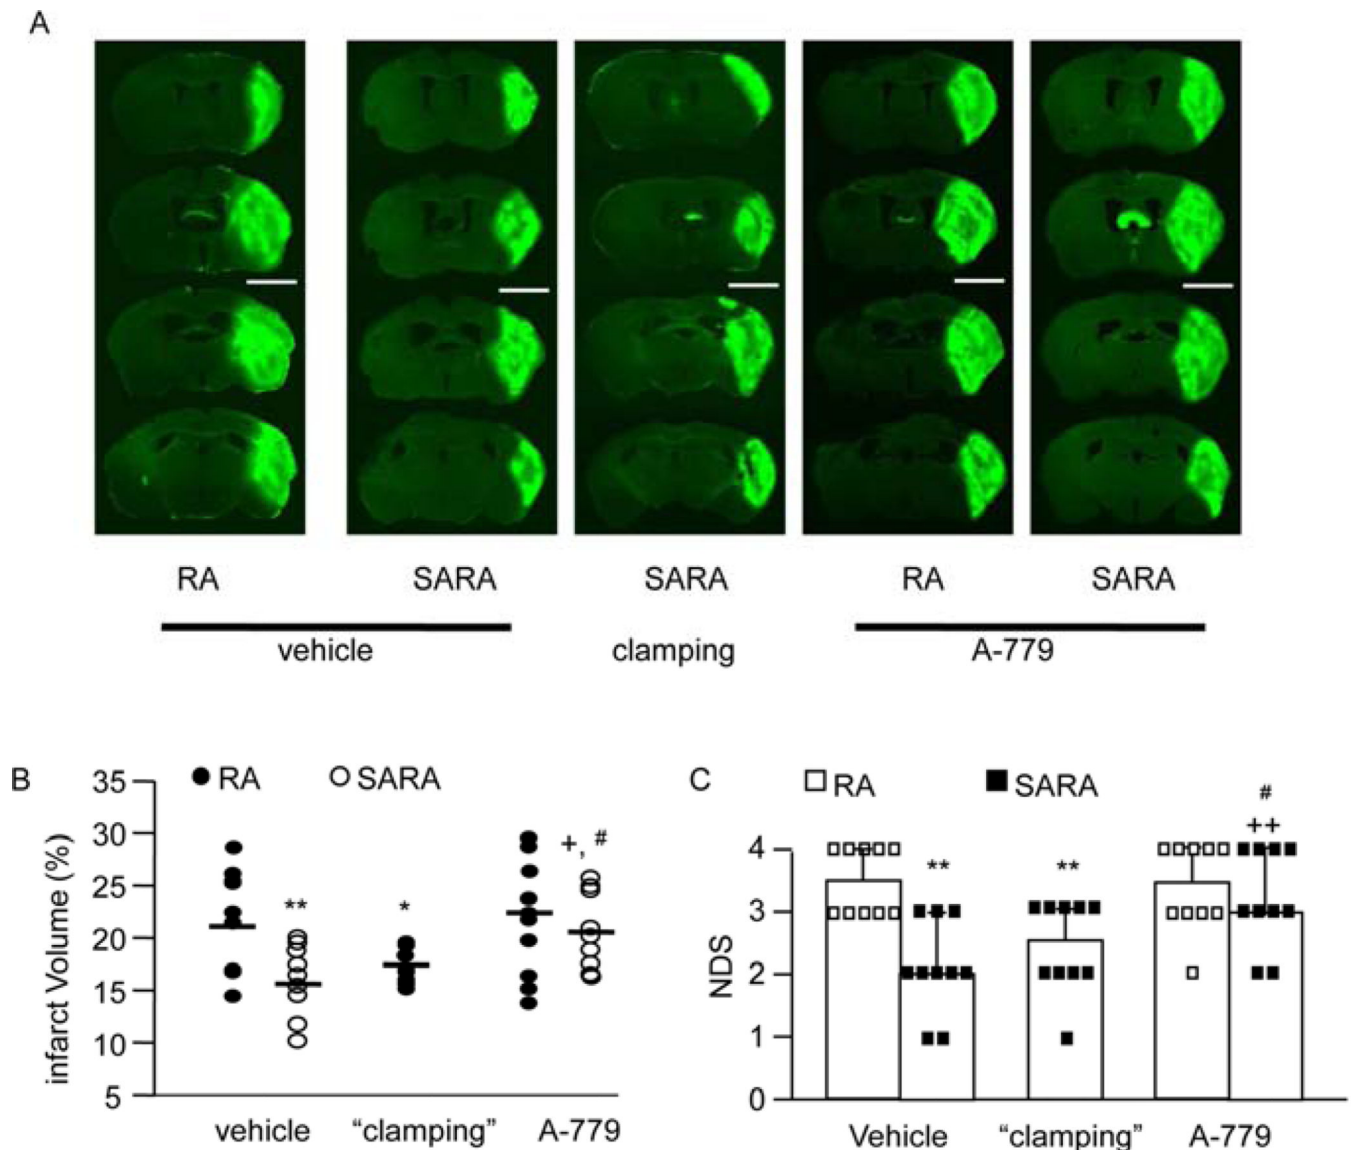 A
RA SARA SARA RA SARA
vehicle clamping A-779
B
RA SARA
35
30
25
20
15
10
5
infarct Volume (%)
**
*
+, #
vehicle “clamping” A-779
C
RA SARA
#
++
** **
4
3
2
1
0
NDS
Vehicle “clamping” A-779